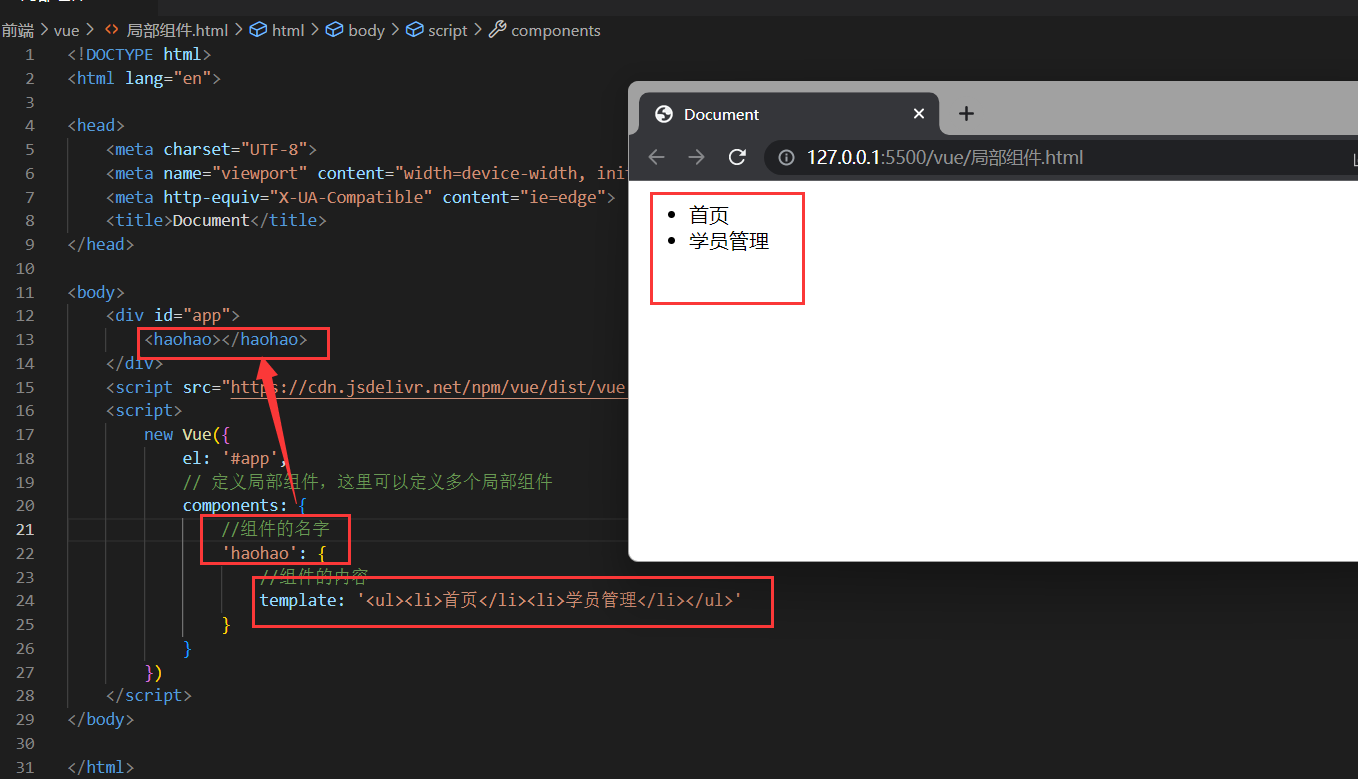 前端 > vue > <> 局部组件.html > html > body > script > components
1 <!DOCTYPE html>
2 <html lang="en">
3
4 <head>
5 <meta charset="UTF-8">
6 <meta name="viewport" content="width=device-width, init
7 <meta http-equiv="X-UA-Compatible" content="ie=edge">
8 <title>Document</title>
9 </head>
10
11 <body>
12 <div id="app">
13 <haohao></haohao>
14 </div>
15 <script src="https://cdn.jsdelivr.net/npm/vue/dist/vue
16 <script>
17 new Vue({
18 el: '#app',
19 // 定义局部组件，这里可以定义多个局部组件
20 components: {
21 //组件的名字
22 'haohao': {
23 //组件的内容
24 template: '<ul><li>首页</li><li>学员管理</li></ul>'
25 }
26 }
27 })
28 </script>
29 </body>
30
31 </html>
Document
127.0.0.1:5500/vue/局部组件.html
• 首页
• 学员管理